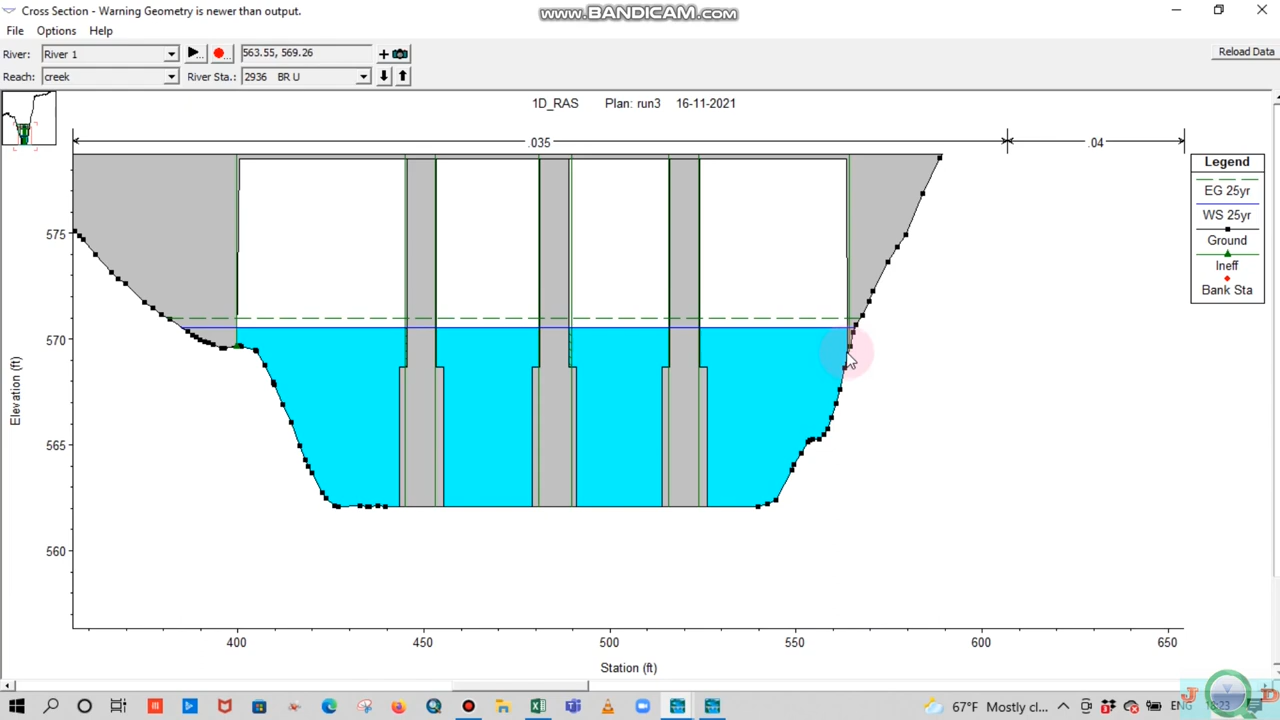 Cross Section - Warning Geometry is newer than output.
www.BANDICAM.com
File Options Help
River: River 1 563.55, 569.26 Reload Data
Reach: creek River Sta.: 2936 BR U
1D_RAS Plan: run3 16-11-2021
.035 .04
Legend
EG 25yr
WS 25yr
Ground
Ineff
Bank Sta
575
570
565
560
Elevation (ft)
400 450 500 550 600 650
Station (ft)
67°F Mostly cl... ENG 18:23
J D